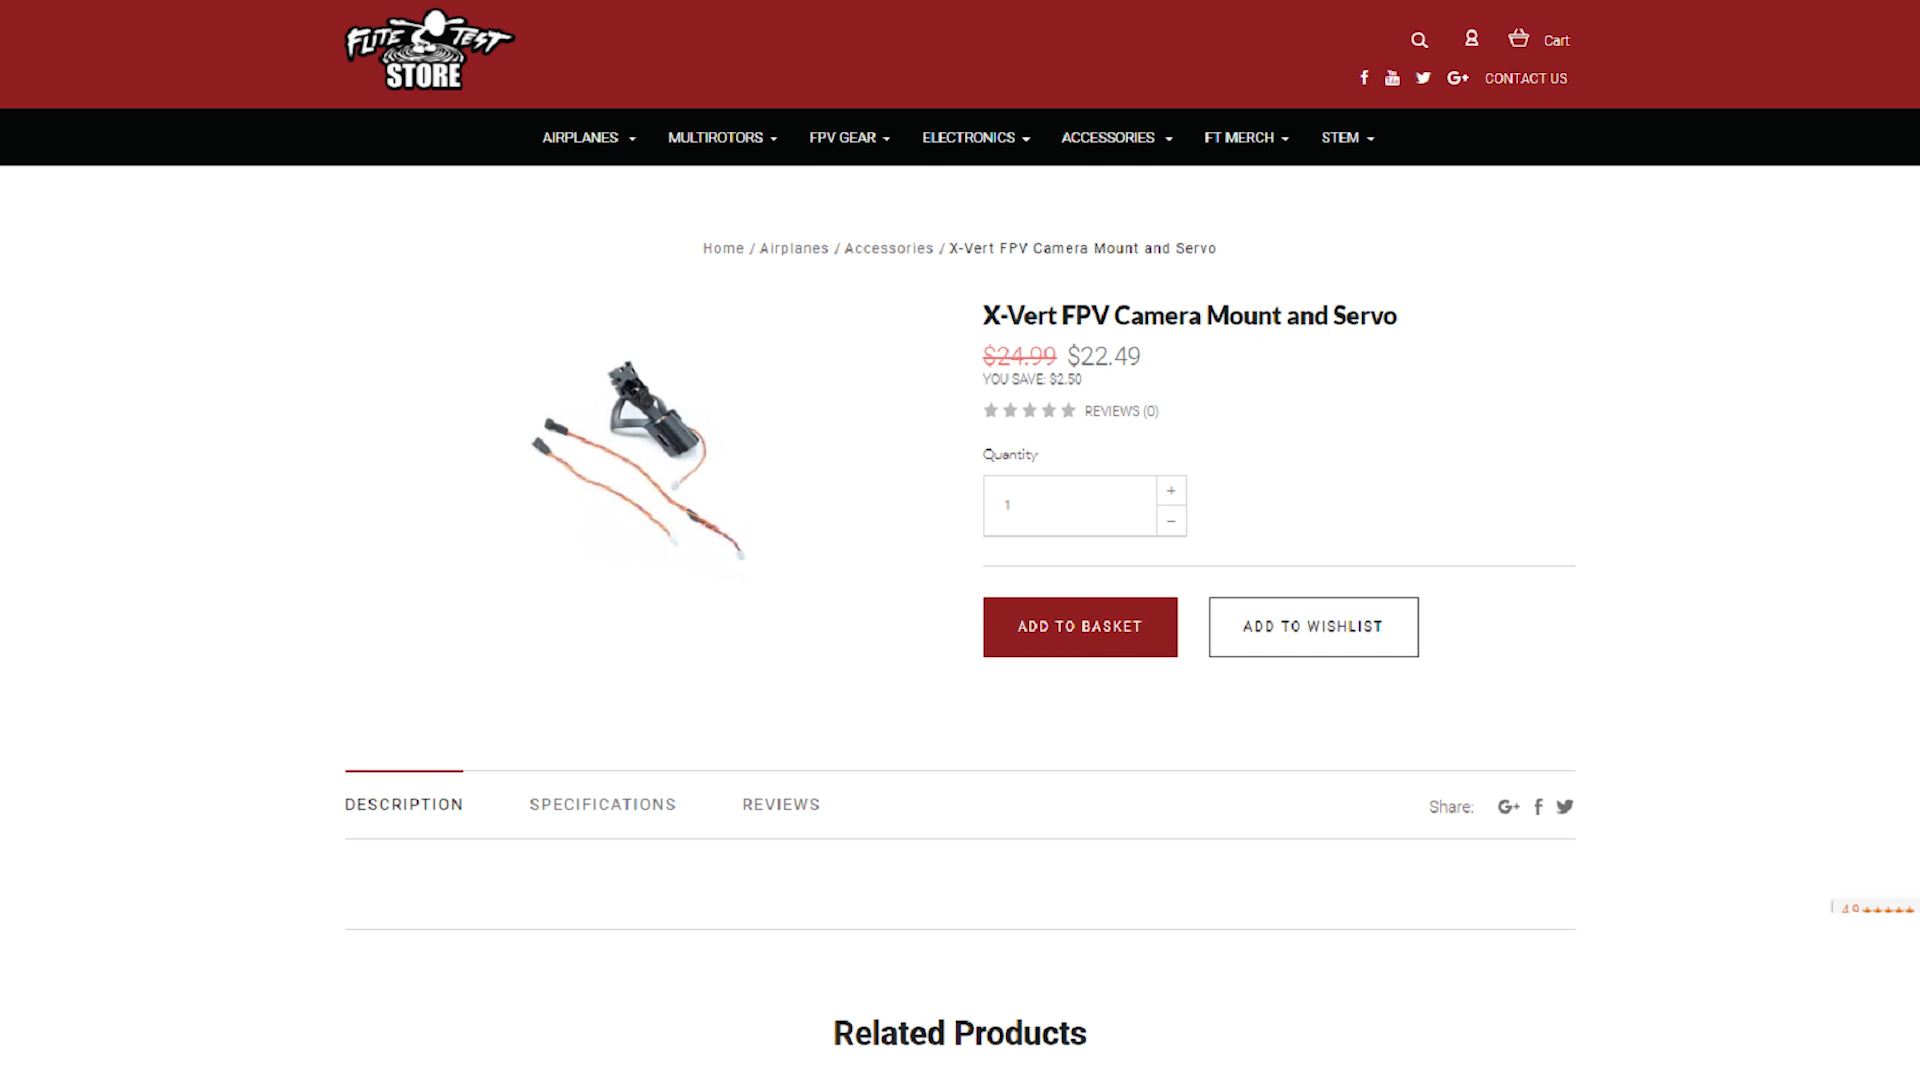 FLITE TEST
STORE
Cart
CONTACT US
AIRPLANES MULTIROTORS FPV GEAR ELECTRONICS ACCESSORIES FT MERCH STEM
Home / Airplanes / Accessories / X-Vert FPV Camera Mount and Servo
X-Vert FPV Camera Mount and Servo
$24.99 $22.49
YOU SAVE: $2.50
REVIEWS (0)
Quantity
1
ADD TO BASKET ADD TO WISHLIST
DESCRIPTION SPECIFICATIONS REVIEWS Share:
4.9
Related Products